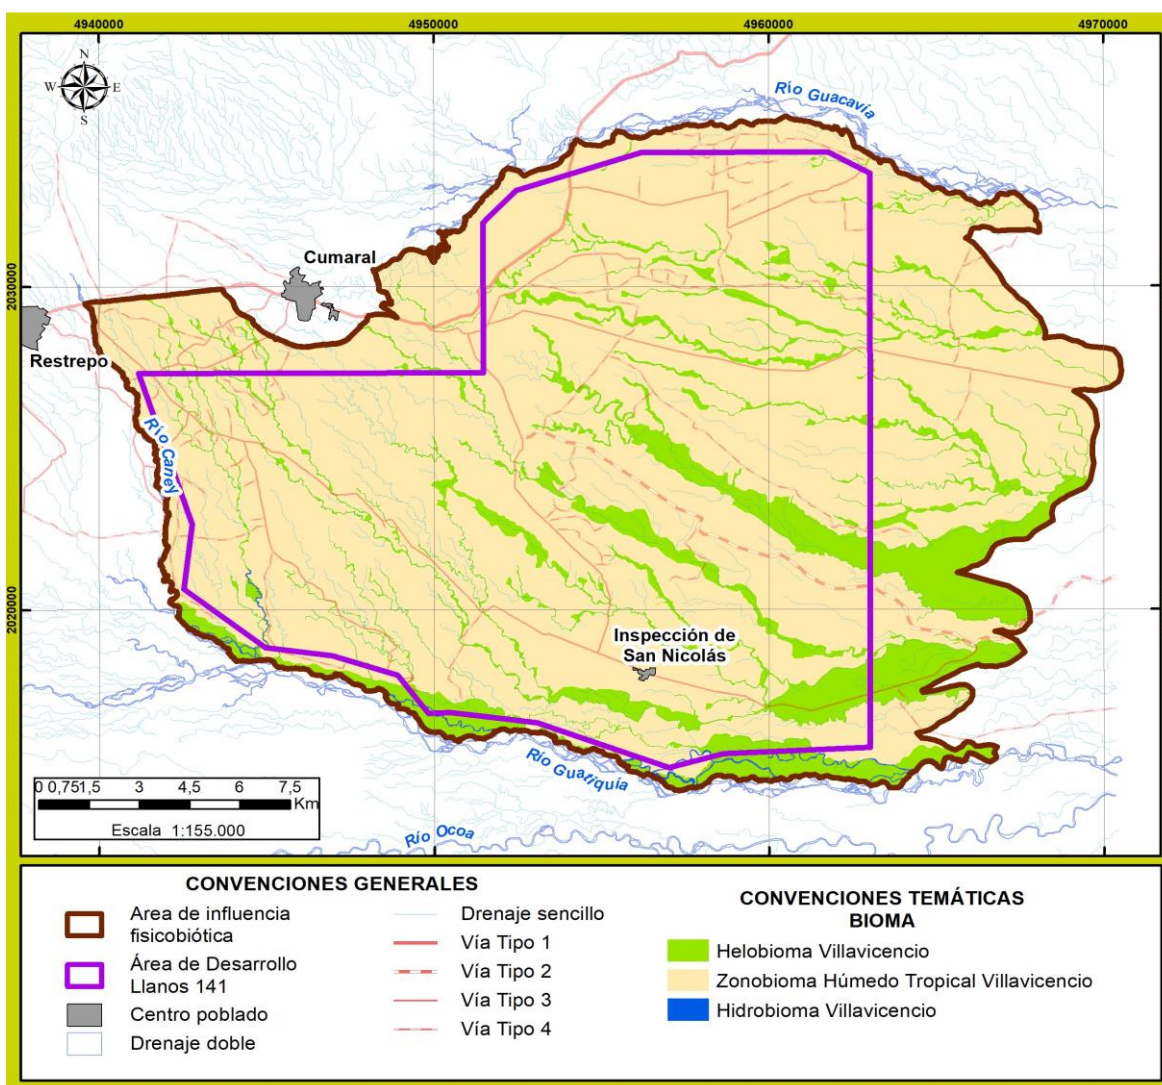 4940000
4950000
4960000
4970000
N
W
E
S
Río Guacavía
Cumaral
2030000
Restrepo
Río Caney
2020000
Inspección de
San Nicolás
Río Guatiquía
Río Ocoa
0 0,751,5 3 4,5 6 7,5
Km
Escala 1:155.000
CONVENCIONES GENERALES
Area de influencia
fisicobiótica
Área de Desarrollo
Llanos 141
Centro poblado
Drenaje doble
Drenaje sencillo
Vía Tipo 1
Vía Tipo 2
Vía Tipo 3
Vía Tipo 4
CONVENCIONES TEMÁTICAS
BIOMA
Helobioma Villavicencio
Zonobioma Húmedo Tropical Villavicencio
Hidrobioma Villavicencio